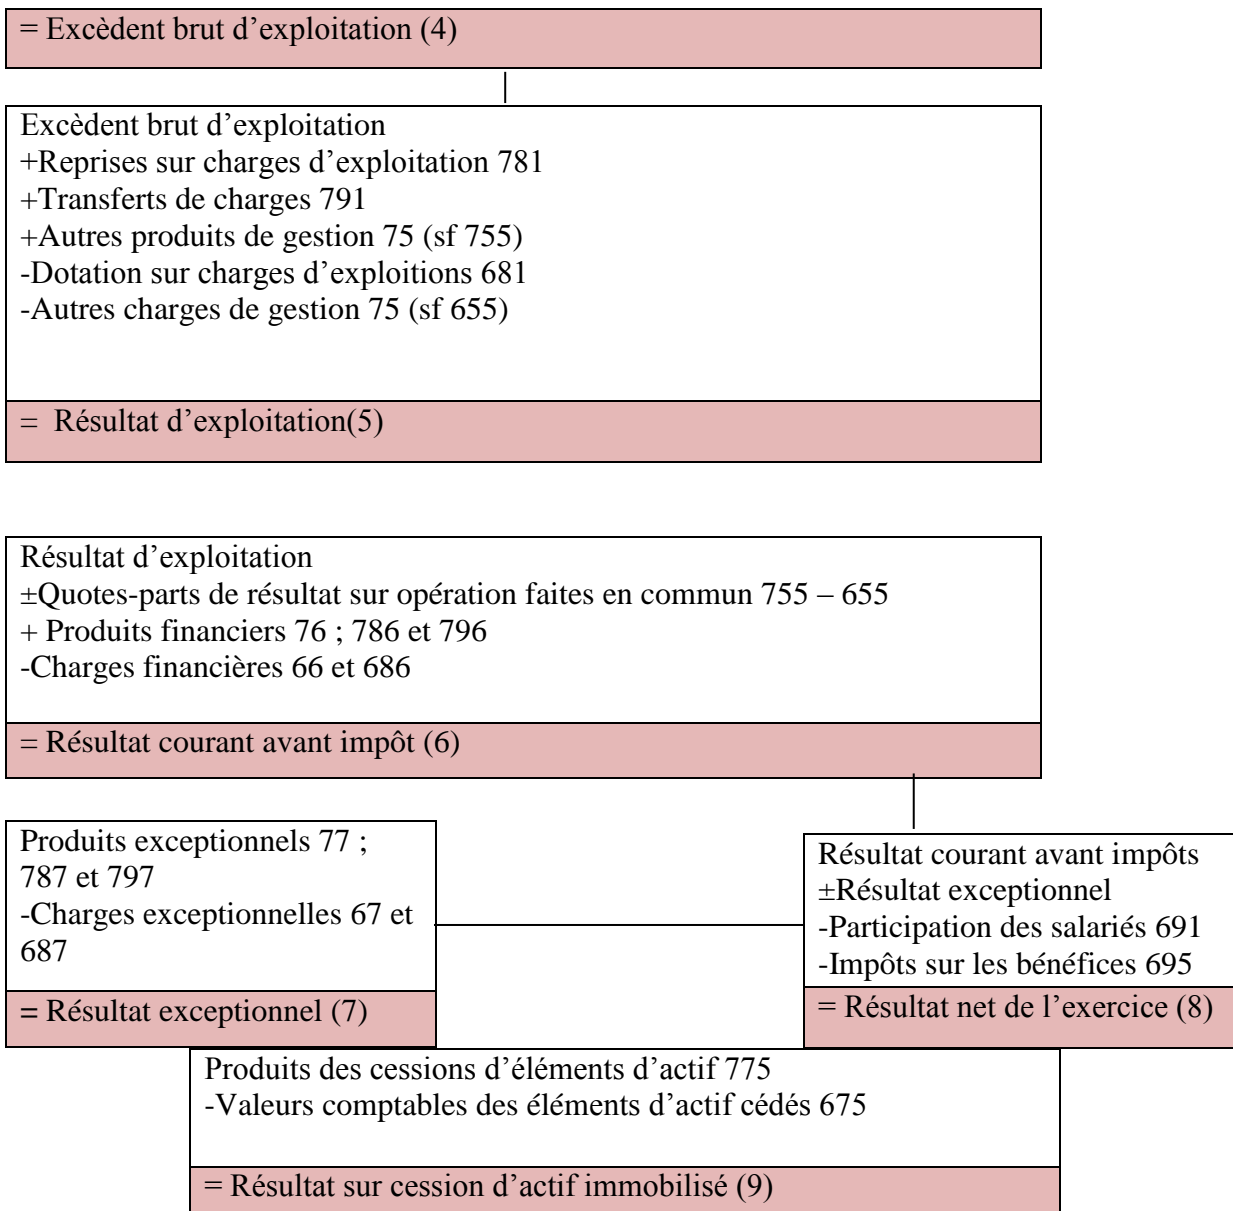 = Excèdent brut d’exploitation (4)
Excèdent brut d’exploitation
+Reprises sur charges d’exploitation 781
+Transferts de charges 791
+Autres produits de gestion 75 (sf 755)
-Dotation sur charges d’exploitions 681
-Autres charges de gestion 75 (sf 655)
= Résultat d’exploitation(5)
Résultat d’exploitation
±Quotes-parts de résultat sur opération faites en commun 755 – 655
+ Produits financiers 76 ; 786 et 796
-Charges financières 66 et 686
= Résultat courant avant impôt (6)
Produits exceptionnels 77 ;
787 et 797
-Charges exceptionnelles 67 et
687
= Résultat exceptionnel (7)
Résultat courant avant impôts
±Résultat exceptionnel
-Participation des salariés 691
-Impôts sur les bénéfices 695
= Résultat net de l’exercice (8)
Produits des cessions d’éléments d’actif 775
-Valeurs comptables des éléments d’actif cédés 675
= Résultat sur cession d’actif immobilisé (9)